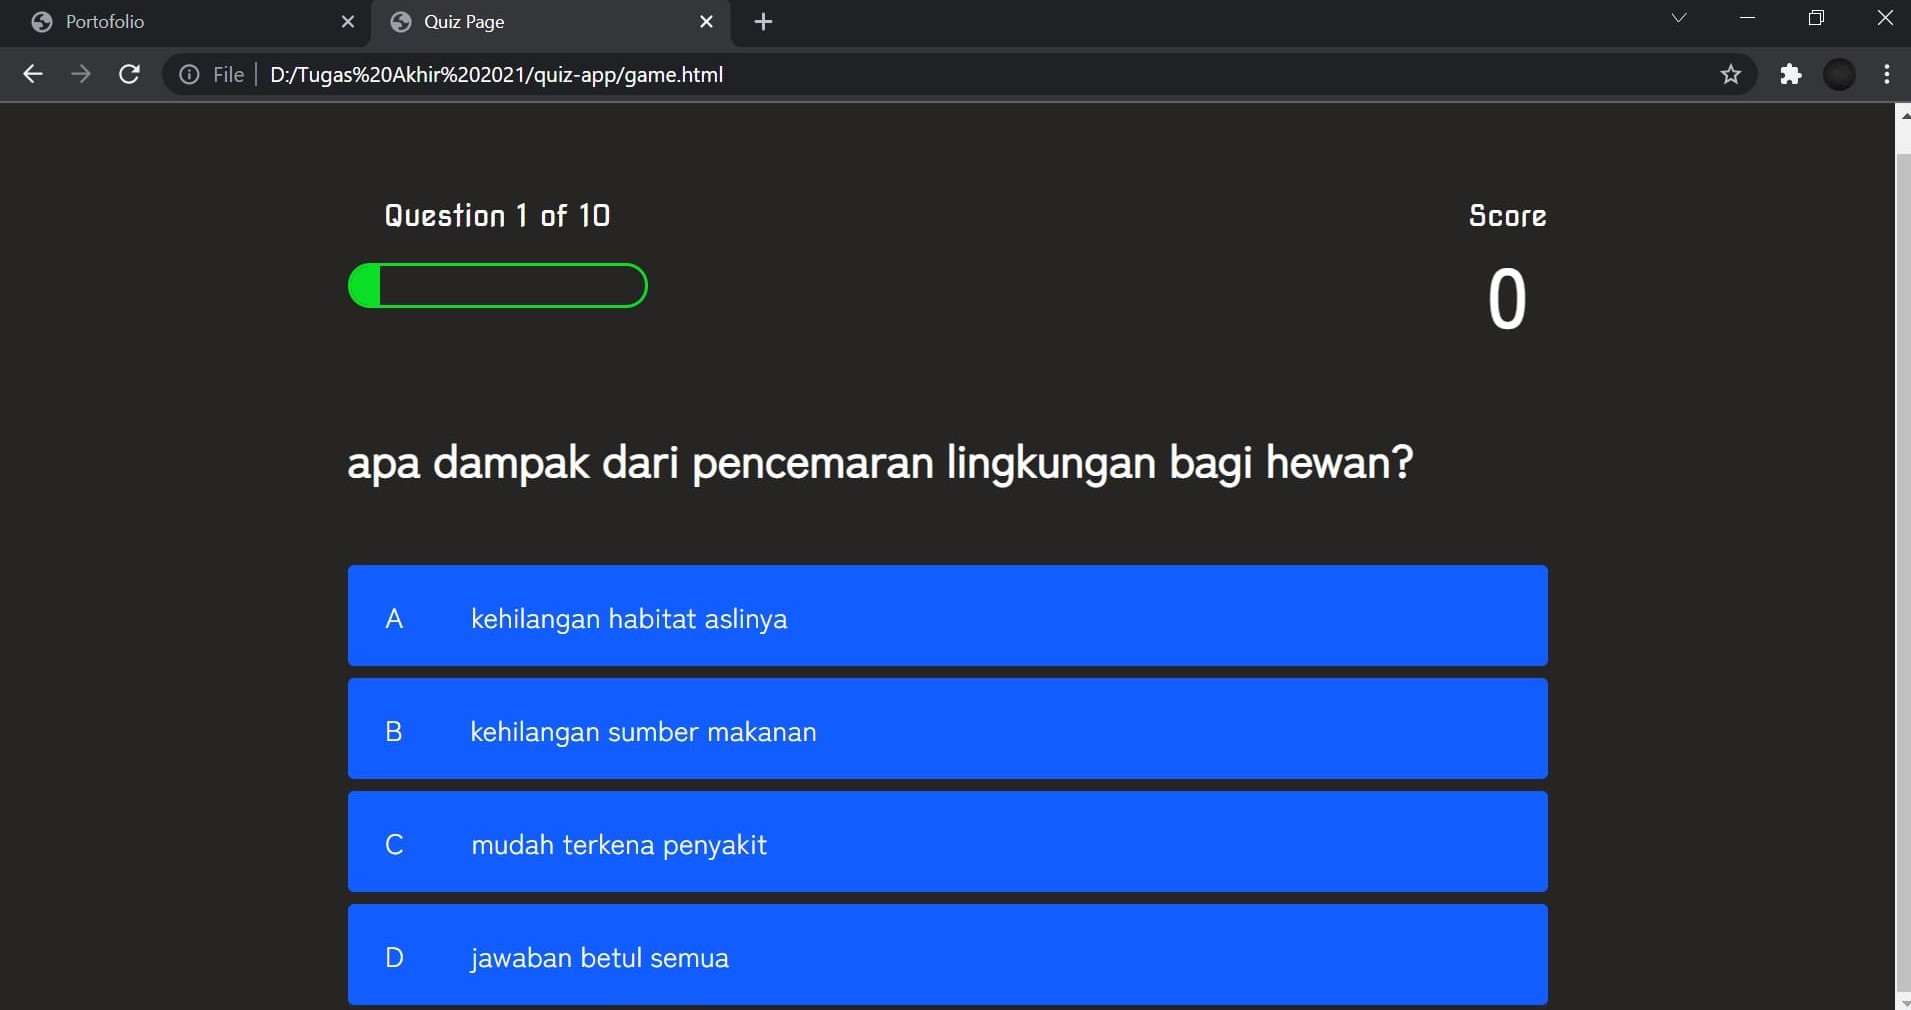 Portofolio
Quiz Page
File
D:/Tugas%20Akhir%202021/quiz-app/game.html
Question 1 of 10
Score
0
apa dampak dari pencemaran lingkungan bagi hewan?
A kehilangan habitat aslinya
B kehilangan sumber makanan
C mudah terkena penyakit
D jawaban betul semua